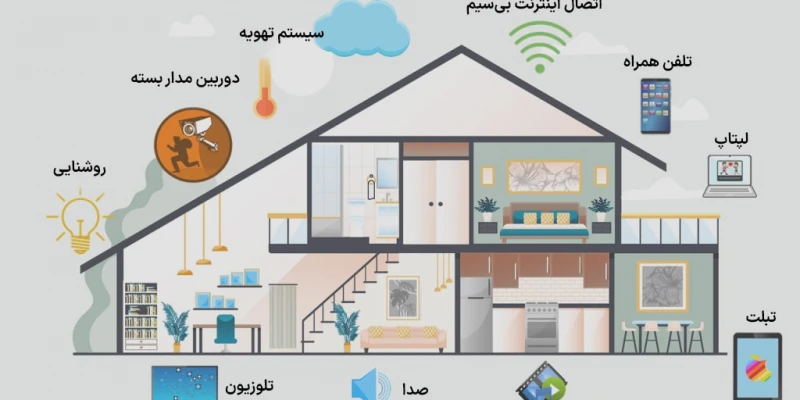 اتصال اینترنت بی‌سیم
سیستم تهویه
تلفن همراه
دوربین مدار بسته
لپتاپ
روشنایی
تبلت
تلوزیون
صدا